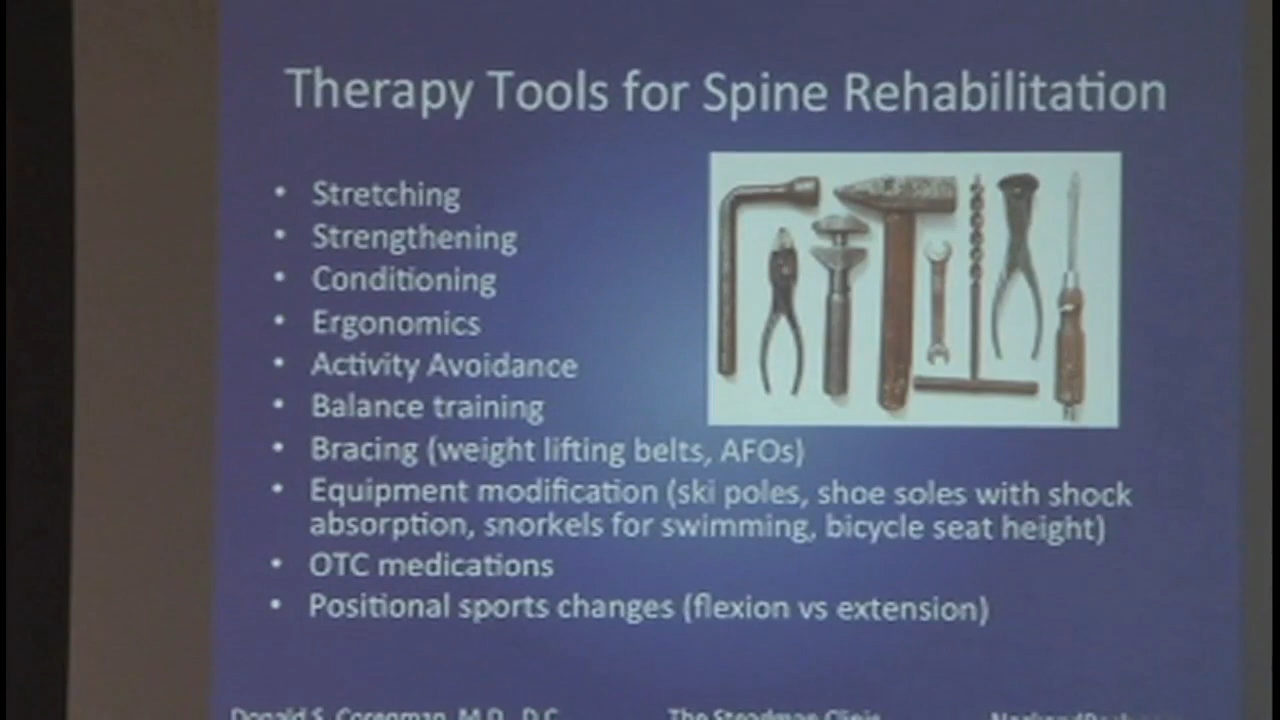 Therapy Tools for Spine Rehabilitation
• Stretching
• Strengthening
• Conditioning
• Ergonomics
• Activity Avoidance
• Balance training
• Bracing (weight lifting belts, AFOs)
• Equipment modification (ski poles, shoe soles with shock
absorption, snorkels for swimming, bicycle seat height)
• OTC medications
• Positional sports changes (flexion vs extension)
Donald S. Corenman, M.D., D.C. The Steadman Clinic